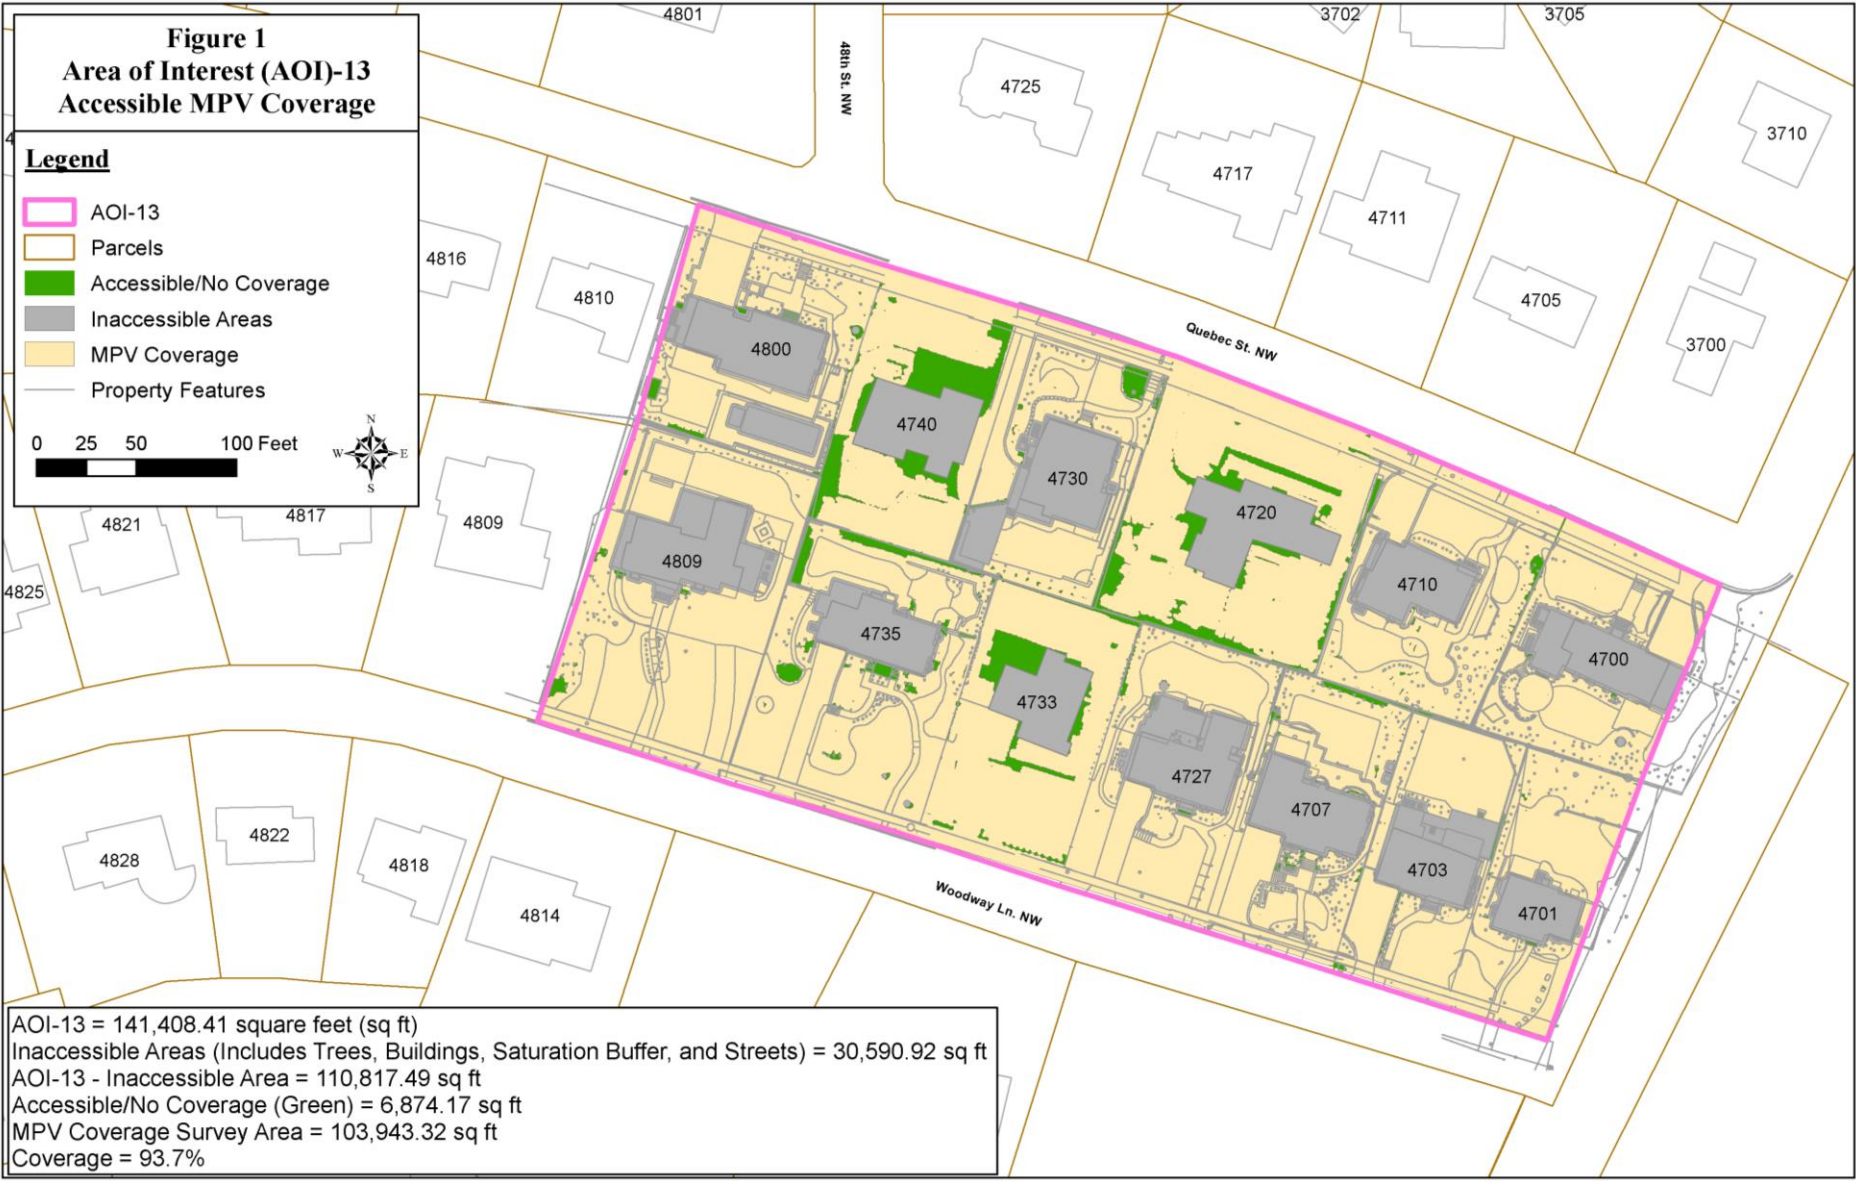 Figure 1
Area of Interest (AOI)-13
Accessible MPV Coverage
Legend
AOI-13
Parcels
Accessible/No Coverage
Inaccessible Areas
MPV Coverage
Property Features
0 25 50 100 Feet
N
W E
S
4801
3702
3705
48th St. NW
4725
3710
4717
4711
4816
4810
4705
3700
Quebec St. NW
4800
4740
4730
4720
4710
4700
4821
4817
4809
4825
4809
4735
4733
4727
4707
4703
4701
4828
4822
4818
4814
Woodway Ln. NW
AOI-13 = 141,408.41 square feet (sq ft)
Inaccessible Areas (Includes Trees, Buildings, Saturation Buffer, and Streets) = 30,590.92 sq ft
AOI-13 - Inaccessible Area = 110,817.49 sq ft
Accessible/No Coverage (Green) = 6,874.17 sq ft
MPV Coverage Survey Area = 103,943.32 sq ft
Coverage = 93.7%